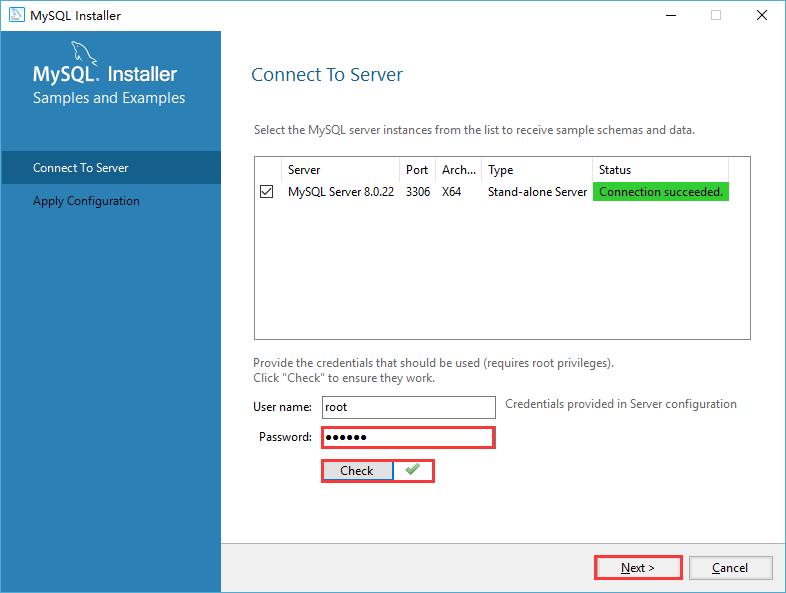 MySQL Installer
MySQL. Installer
Samples and Examples
Connect To Server
Apply Configuration
Connect To Server
Select the MySQL server instances from the list to receive sample schemas and data.
Server Port Arch... Type Status
MySQL Server 8.0.22 3306 X64 Stand-alone Server Connection succeeded.
Provide the credentials that should be used (requires root privileges).
Click "Check" to ensure they work.
User name: root Credentials provided in Server configuration
Password: ●●●●●●
Check
Next > Cancel